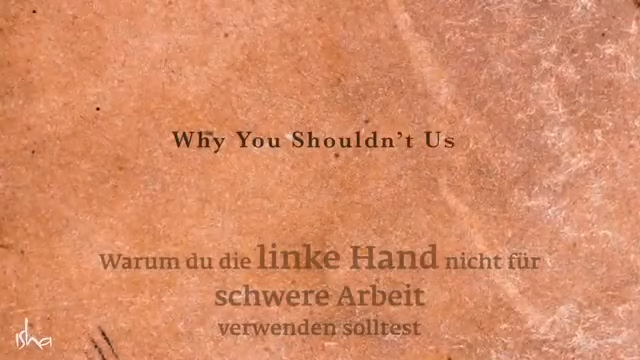 Why You Shouldn't Us
Warum du die linke Hand nicht für
schwere Arbeit
verwenden solltest
isha